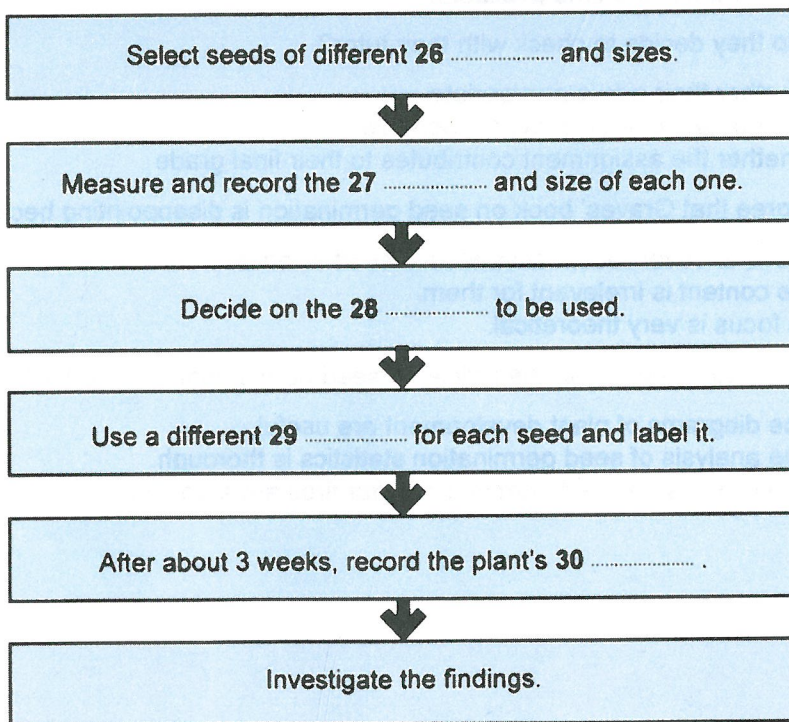 Select seeds of different 26 .................... and sizes.
Measure and record the 27 .................... and size of each one.
Decide on the 28 .................... to be used.
Use a different 29 .................... for each seed and label it.
After about 3 weeks, record the plant's 30 .................... .
Investigate the findings.